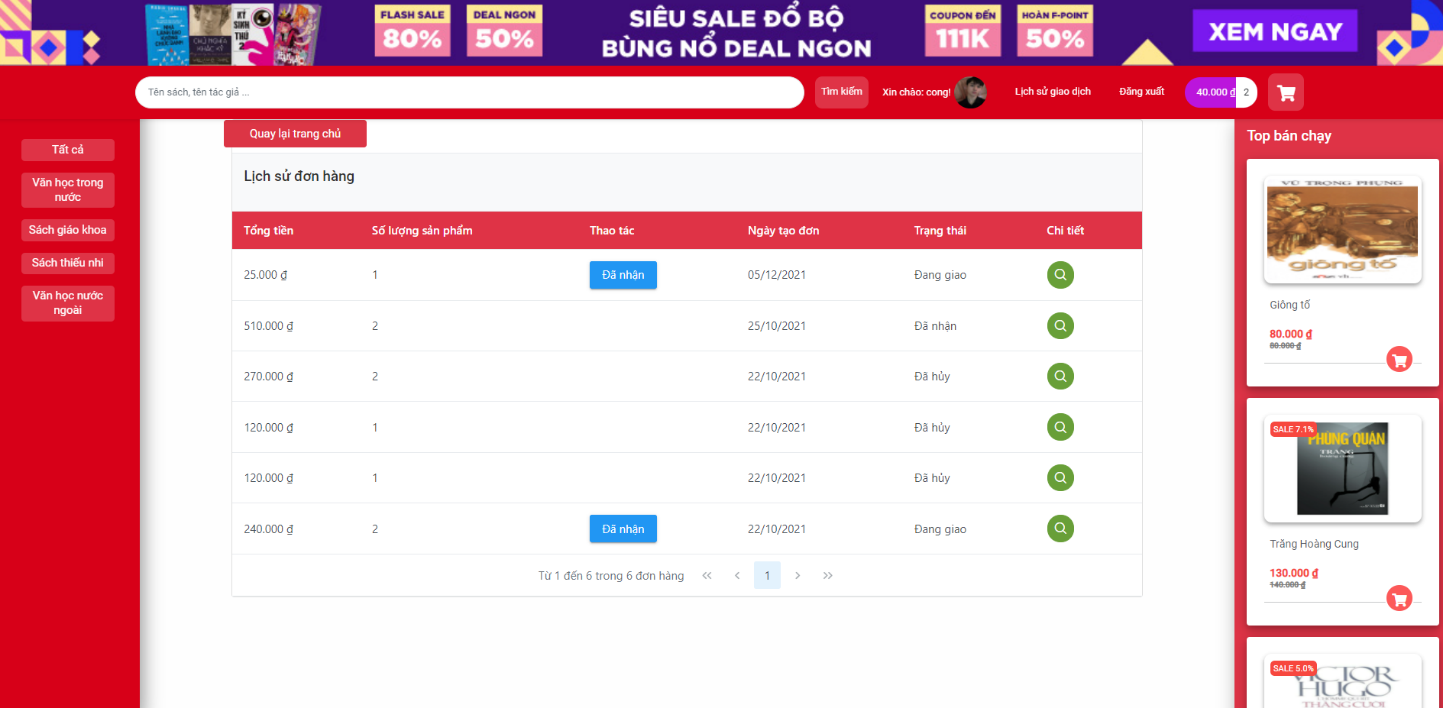 KỲ SINH THÚ 2
FLASH SALE 80%
DEAL NGON 50%
SIÊU SALE ĐỔ BỘ
BÙNG NỔ DEAL NGON
COUPON ĐẾN 111K
HOÀN F-POINT 50%
XEM NGAY
Tên sách, tên tác giả ...
Tìm kiếm
Xin chào: cong!
Lịch sử giao dịch
Đăng xuất
40.000 ₫ 2
Tất cả
Văn học trong
nước
Sách giáo khoa
Sách thiếu nhi
Văn học nước
ngoài
Quay lại trang chủ
Lịch sử đơn hàng
Tổng tiền Số lượng sản phẩm Thao tác Ngày tạo đơn Trạng thái Chi tiết
25.000 ₫ 1 Đã nhận 05/12/2021 Đang giao
510.000 ₫ 2 25/10/2021 Đã nhận
270.000 ₫ 2 22/10/2021 Đã hủy
120.000 ₫ 1 22/10/2021 Đã hủy
120.000 ₫ 1 22/10/2021 Đã hủy
240.000 ₫ 2 Đã nhận 22/10/2021 Đang giao
Từ 1 đến 6 trong 6 đơn hàng 1
Top bán chạy
VŨ TRỌNG PHỤNG
giông tố
Giông tố
80.000 ₫
80.000 ₫
SALE 7.1%
PHÙNG QUÁN
TRĂNG
HOÀNG CUNG
Trăng Hoàng Cung
130.000 ₫
140.000 ₫
SALE 5.0%
VICTOR
HUGO